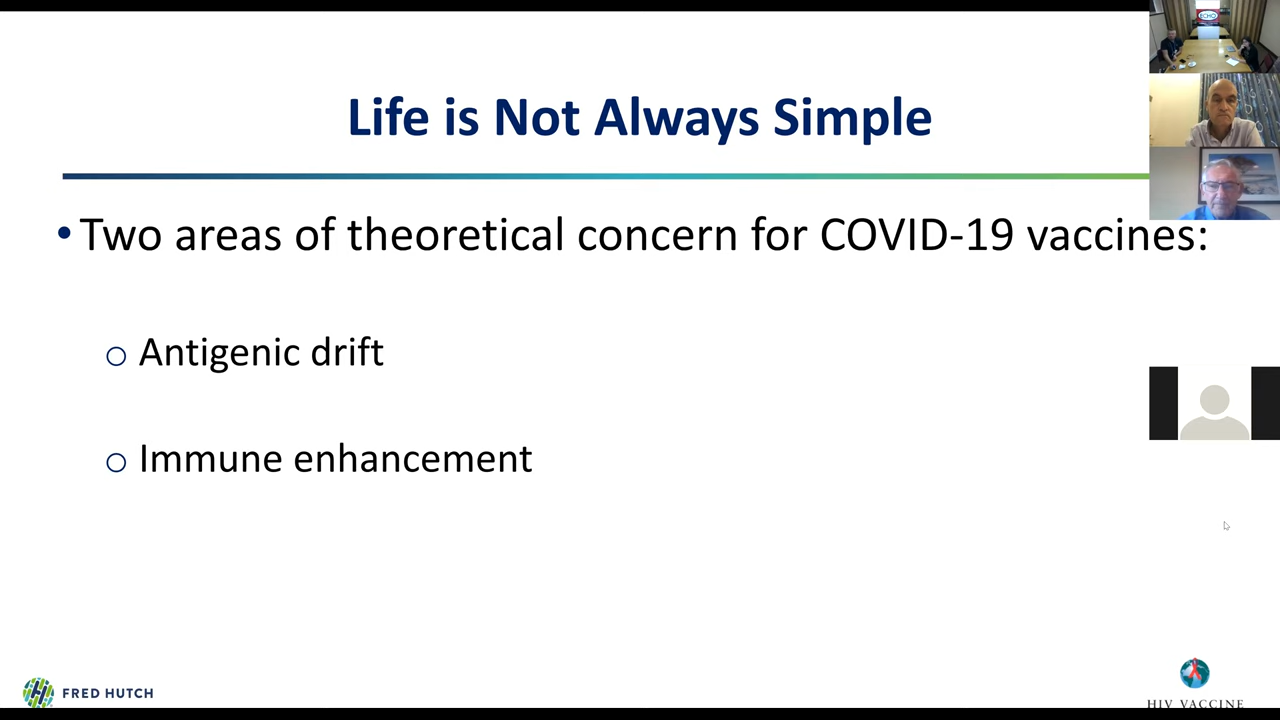 Life is Not Always Simple
• Two areas of theoretical concern for COVID-19 vaccines:
o Antigenic drift
o Immune enhancement
FRED HUTCH
HIV VACCINE
ECHO